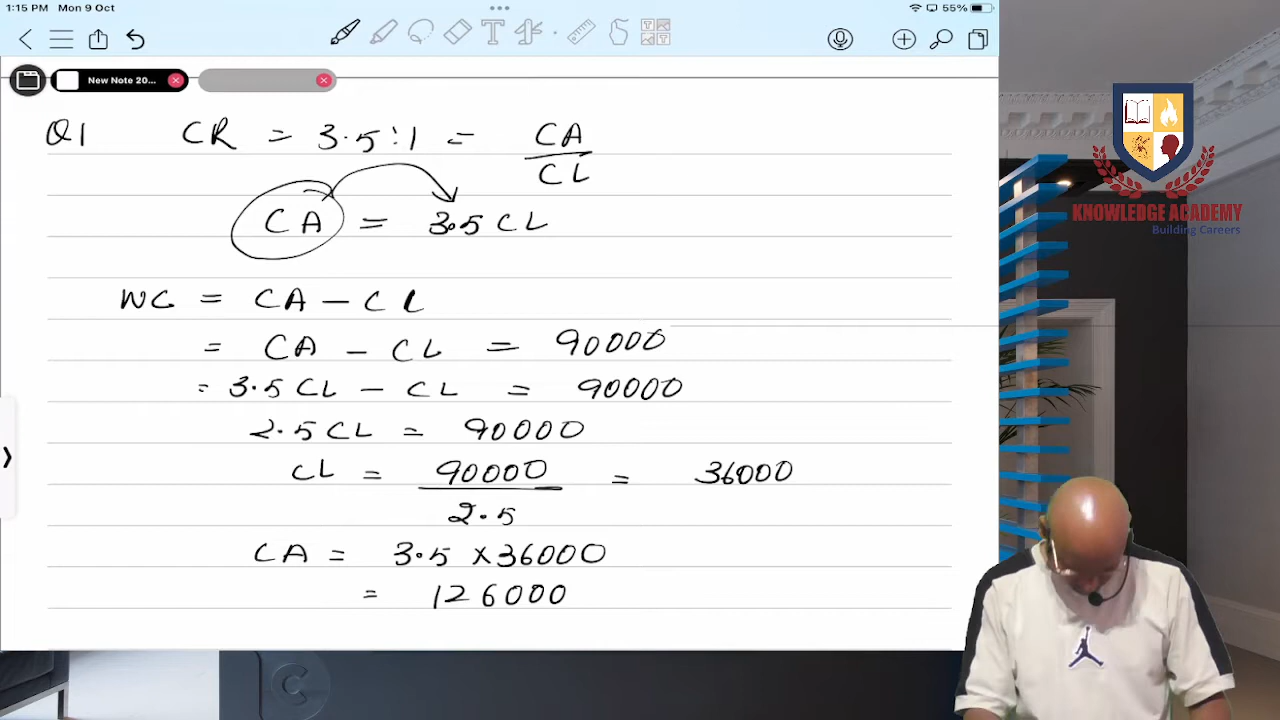 1:15 PM Mon 9 Oct
55%
New Note 20...
Q1 CR = 3.5:1 = CA / CL
CA = 3.5 CL
WC = CA - CL
= CA - CL = 90000
= 3.5 CL - CL = 90000
2.5 CL = 90000
CL = 90000 / 2.5 = 36000
CA = 3.5 x 36000
= 126000
KNOWLEDGE ACADEMY
Building Careers